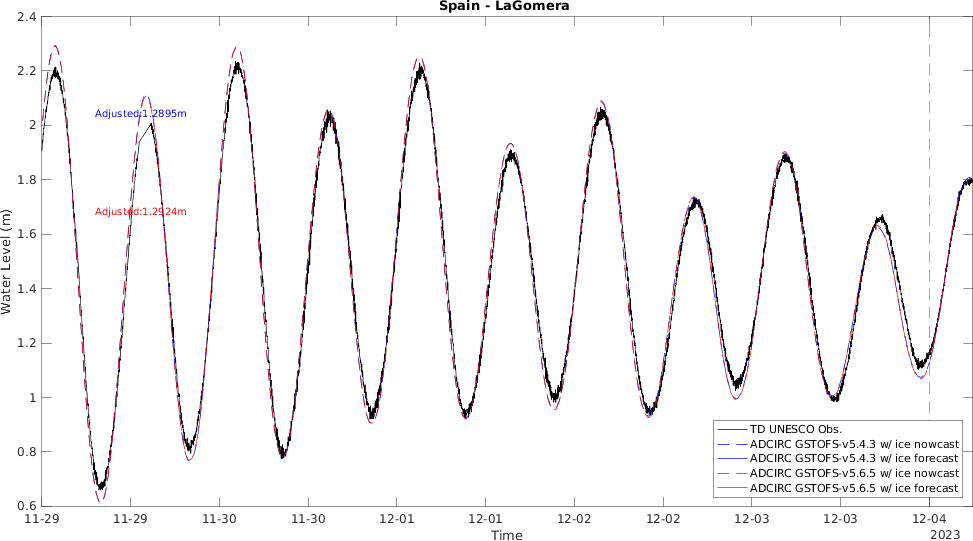 Spain - LaGomera
2.4
2.2
2
1.8
1.6
1.4
1.2
1
0.8
0.6
Water Level (m)
Adjusted:1.2895m
Adjusted:1.2924m
TD UNESCO Obs.
ADCIRC GSTOFS-v5.4.3 w/ ice nowcast
ADCIRC GSTOFS-v5.4.3 w/ ice forecast
ADCIRC GSTOFS-v5.6.5 w/ ice nowcast
ADCIRC GSTOFS-v5.6.5 w/ ice forecast
11-29 11-29 11-30 11-30 12-01 12-01 12-02 12-02 12-03 12-03 12-04
2023
Time